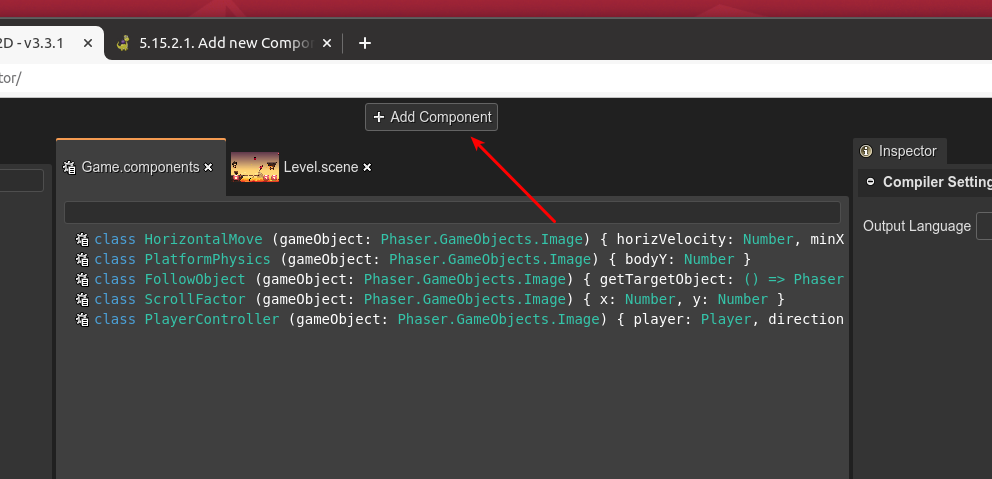 2D - v3.3.1 × 5.15.2.1. Add new Compo × +
tor/
+ Add Component
Game.components × Level.scene × Inspector
Compiler Setting
class HorizontalMove (gameObject: Phaser.GameObjects.Image) { horizVelocity: Number, minX
Output Language
class PlatformPhysics (gameObject: Phaser.GameObjects.Image) { bodyY: Number }
class FollowObject (gameObject: Phaser.GameObjects.Image) { getTargetObject: () => Phaser
class ScrollFactor (gameObject: Phaser.GameObjects.Image) { x: Number, y: Number }
class PlayerController (gameObject: Phaser.GameObjects.Image) { player: Player, direction